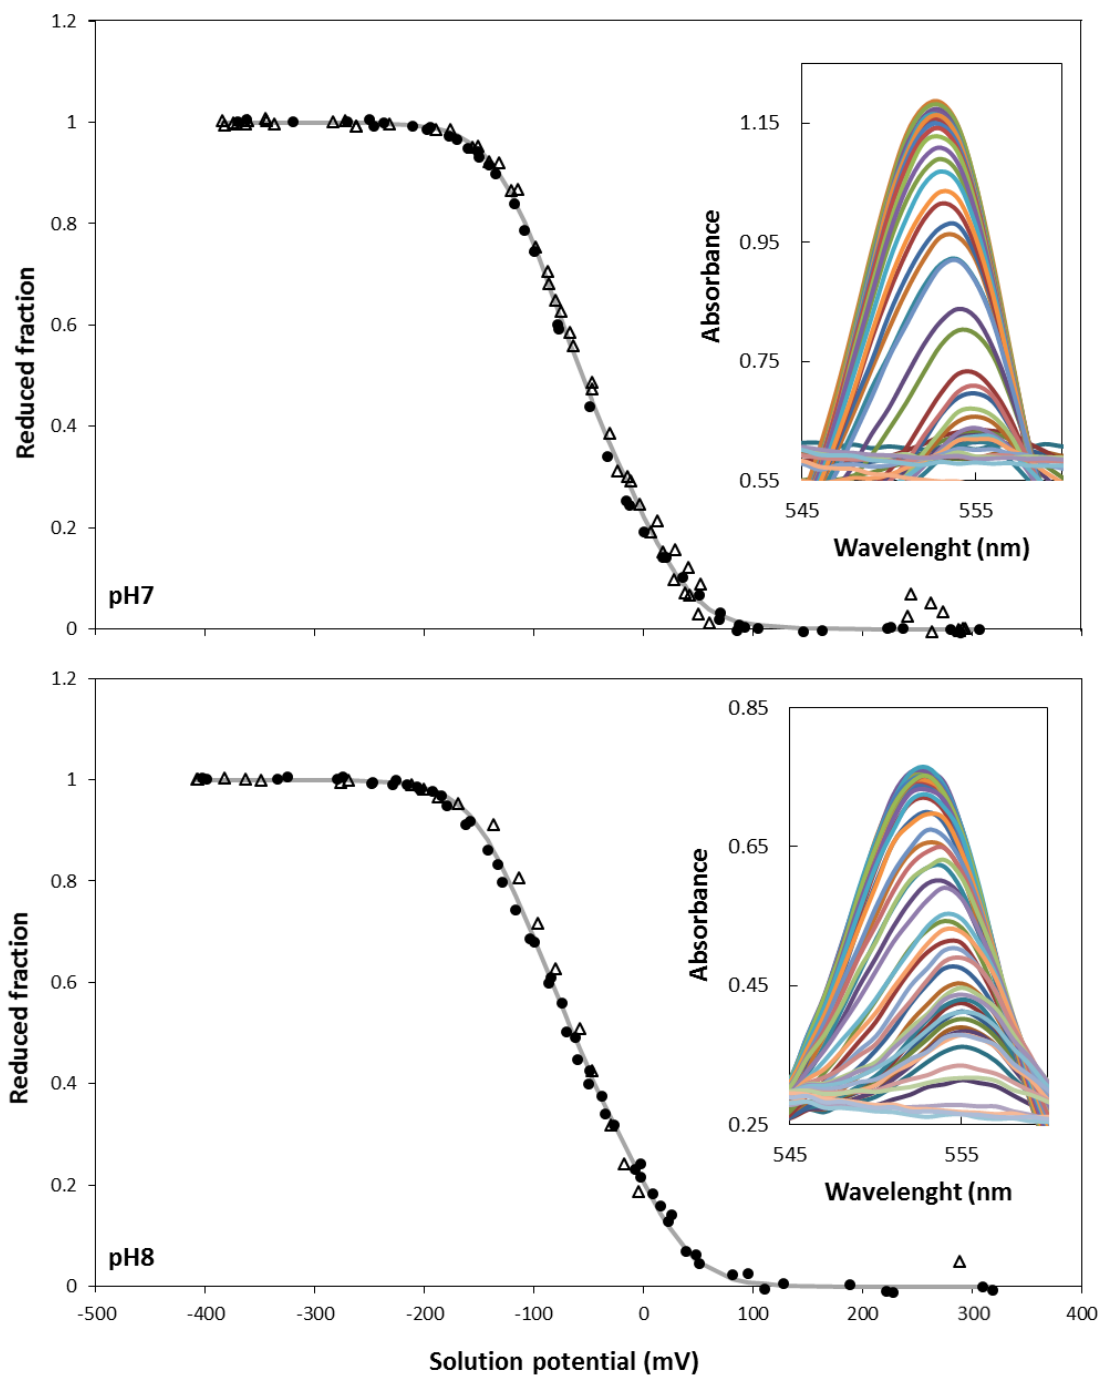 1.2
1
0.8
0.6
0.4
0.2
0
Reduced fraction
pH7
1.15
0.95
0.75
0.55
Absorbance
545
555
Wavelenght (nm)
1.2
1
0.8
0.6
0.4
0.2
0
Reduced fraction
pH8
0.85
0.65
0.45
0.25
Absorbance
545
555
Wavelenght (nm
-500 -400 -300 -200 -100 0 100 200 300 400
Solution potential (mV)